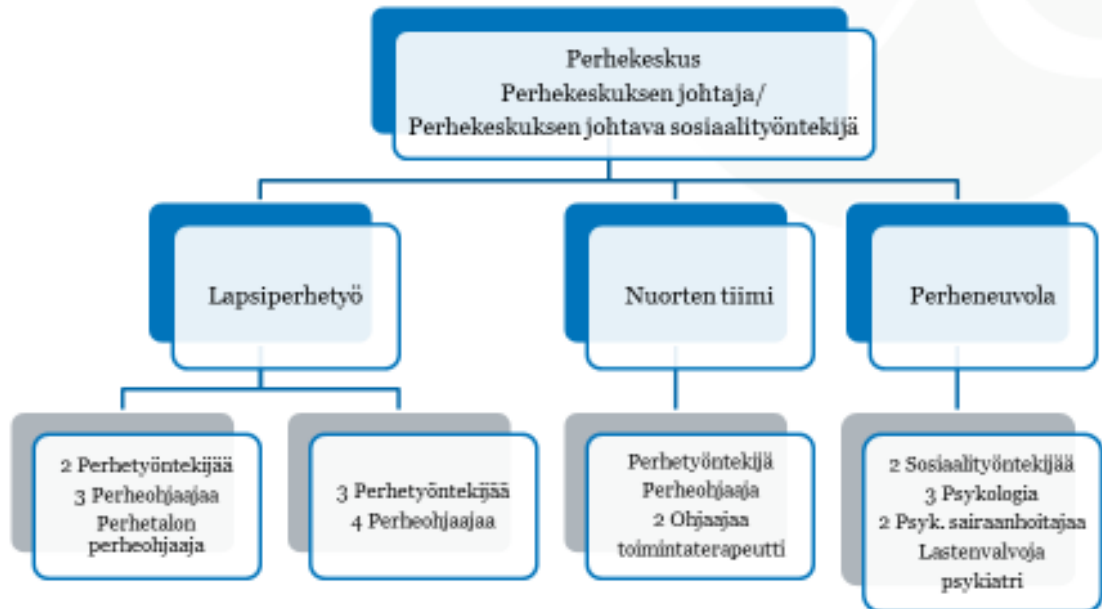 Perhekeskus
Perhekeskuksen johtaja/
Perhekeskuksen johtava sosiaalityöntekijä
Lapsiperhetyö
Nuorten tiimi
Perheneuvola
2 Perhetyöntekijää
3 Perheohjaajaa
Perhetalon
perheohjaaja
3 Perhetyöntekijää
4 Perheohjaajaa
Perhetyöntekijä
Perheohjaaja
2 Ohjaajaa
toimintaterapeutti
2 Sosiaalityöntekijää
3 Psykologia
2 Psyk. sairaanhoitajaa
Lastenvalvoja
psykiatri